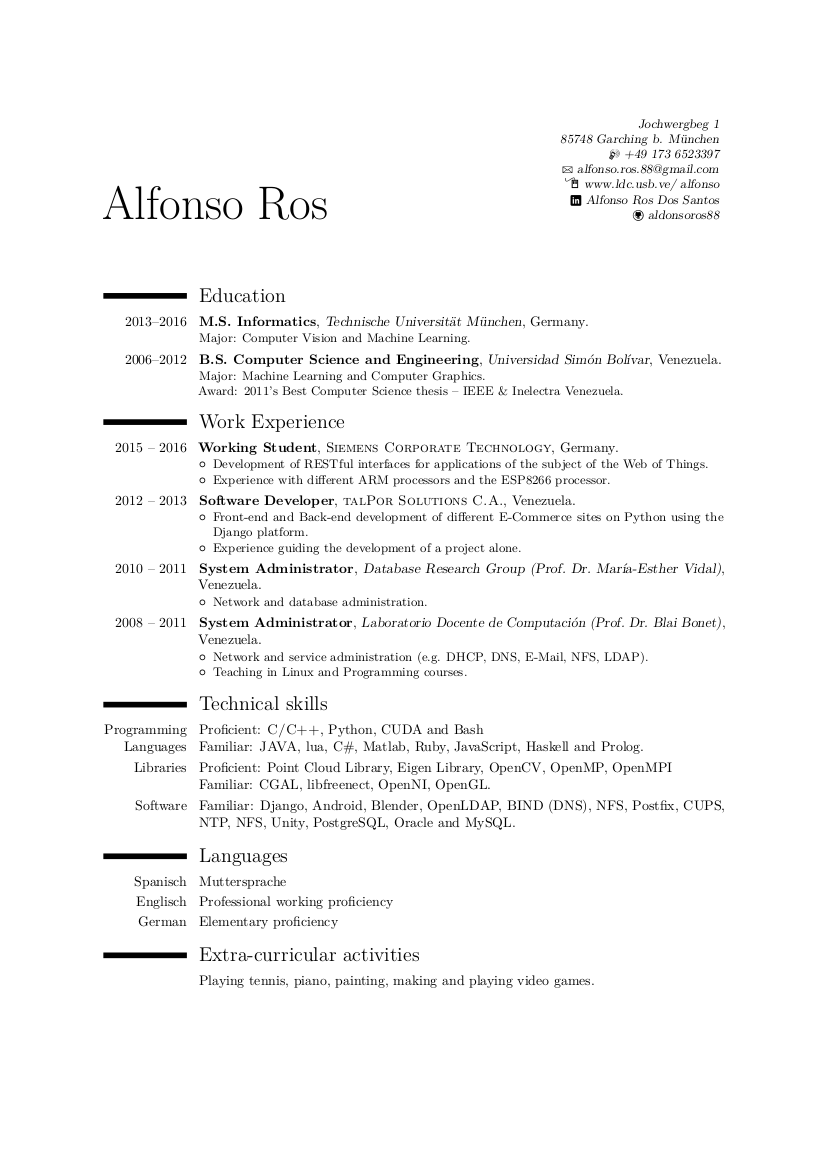 Jochwergbeg 1
85748 Garching b. München
+49 173 6523397
alfonso.ros.88@gmail.com
www.ldc.usb.ve/ alfonso
Alfonso Ros Dos Santos
aldonsoros88
Alfonso Ros
Education
2013–2016 M.S. Informatics, Technische Universität München, Germany.
Major: Computer Vision and Machine Learning.
2006–2012 B.S. Computer Science and Engineering, Universidad Simón Bolívar, Venezuela.
Major: Machine Learning and Computer Graphics.
Award: 2011's Best Computer Science thesis – IEEE & Inelectra Venezuela.
Work Experience
2015 – 2016 Working Student, Siemens Corporate Technology, Germany.
Development of RESTful interfaces for applications of the subject of the Web of Things.
Experience with different ARM processors and the ESP8266 processor.
2012 – 2013 Software Developer, talPor Solutions C.A., Venezuela.
Front-end and Back-end development of different E-Commerce sites on Python using the
Django platform.
Experience guiding the development of a project alone.
2010 – 2011 System Administrator, Database Research Group (Prof. Dr. María-Esther Vidal),
Venezuela.
Network and database administration.
2008 – 2011 System Administrator, Laboratorio Docente de Computación (Prof. Dr. Blai Bonet),
Venezuela.
Network and service administration (e.g. DHCP, DNS, E-Mail, NFS, LDAP).
Teaching in Linux and Programming courses.
Technical skills
Programming Proficient: C/C++, Python, CUDA and Bash
Languages Familiar: JAVA, lua, C#, Matlab, Ruby, JavaScript, Haskell and Prolog.
Libraries Proficient: Point Cloud Library, Eigen Library, OpenCV, OpenMP, OpenMPI
Familiar: CGAL, libfreenect, OpenNI, OpenGL.
Software Familiar: Django, Android, Blender, OpenLDAP, BIND (DNS), NFS, Postfix, CUPS,
NTP, NFS, Unity, PostgreSQL, Oracle and MySQL.
Languages
Spanisch Muttersprache
Englisch Professional working proficiency
German Elementary proficiency
Extra-curricular activities
Playing tennis, piano, painting, making and playing video games.